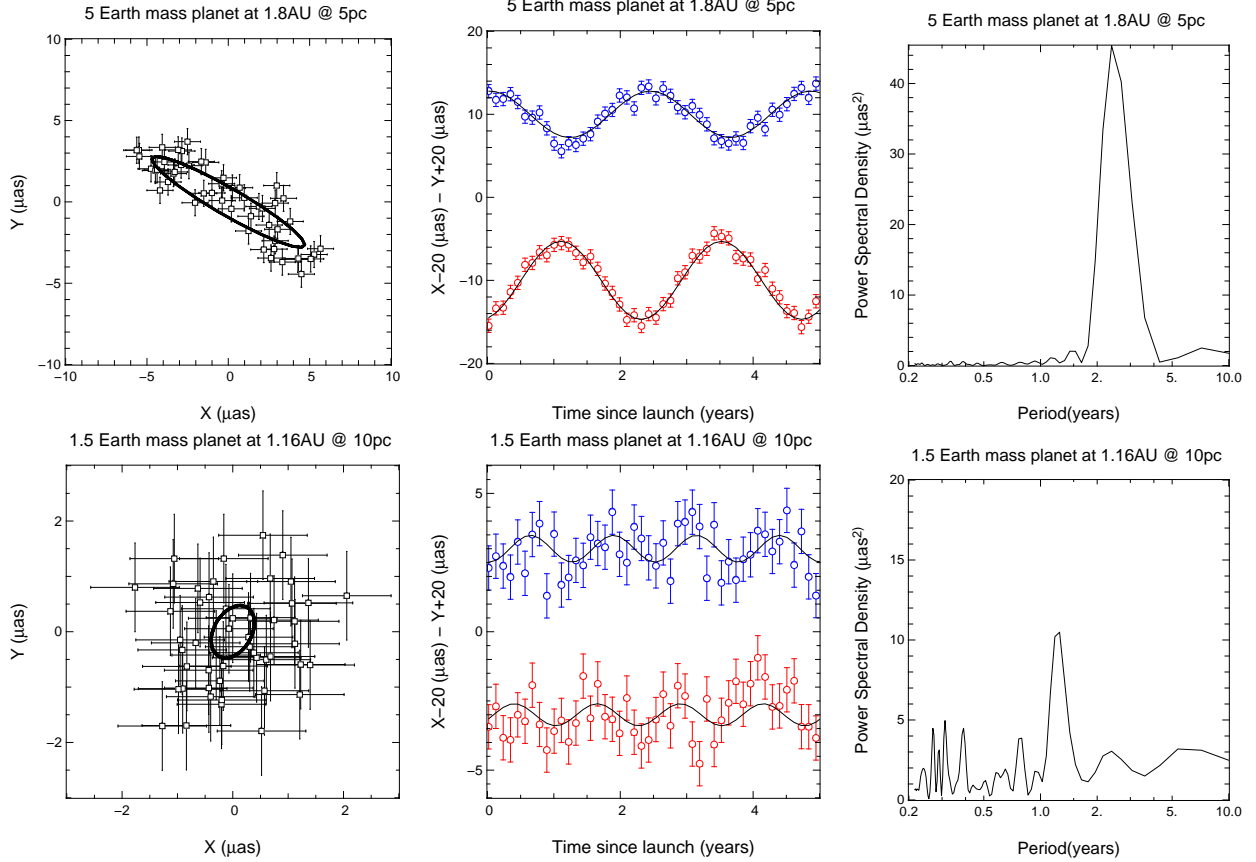 5 Earth mass planet at 1.8AU @ 5pc
10
5
0
−5
−10
−10
−5
0
5
10
Y (μas)
X (μas)
5 Earth mass planet at 1.8AU @ 5pc
20
10
0
−10
−20
0
2
4
X−20 (μas) − Y+20 (μas)
Time since launch (years)
5 Earth mass planet at 1.8AU @ 5pc
40
30
20
10
0
0.2
0.5
1.0
2.
5.
10.0
Power Spectral Density (μas²)
Period(years)
1.5 Earth mass planet at 1.16AU @ 10pc
2
0
−2
−2
0
2
Y (μas)
X (μas)
1.5 Earth mass planet at 1.16AU @ 10pc
5
0
−5
0
2
4
X−20 (μas) − Y+20 (μas)
Time since launch (years)
1.5 Earth mass planet at 1.16AU @ 10pc
20
15
10
5
0
0.2
0.5
1.0
2.
5.
10.0
Power Spectral Density (μas²)
Period(years)